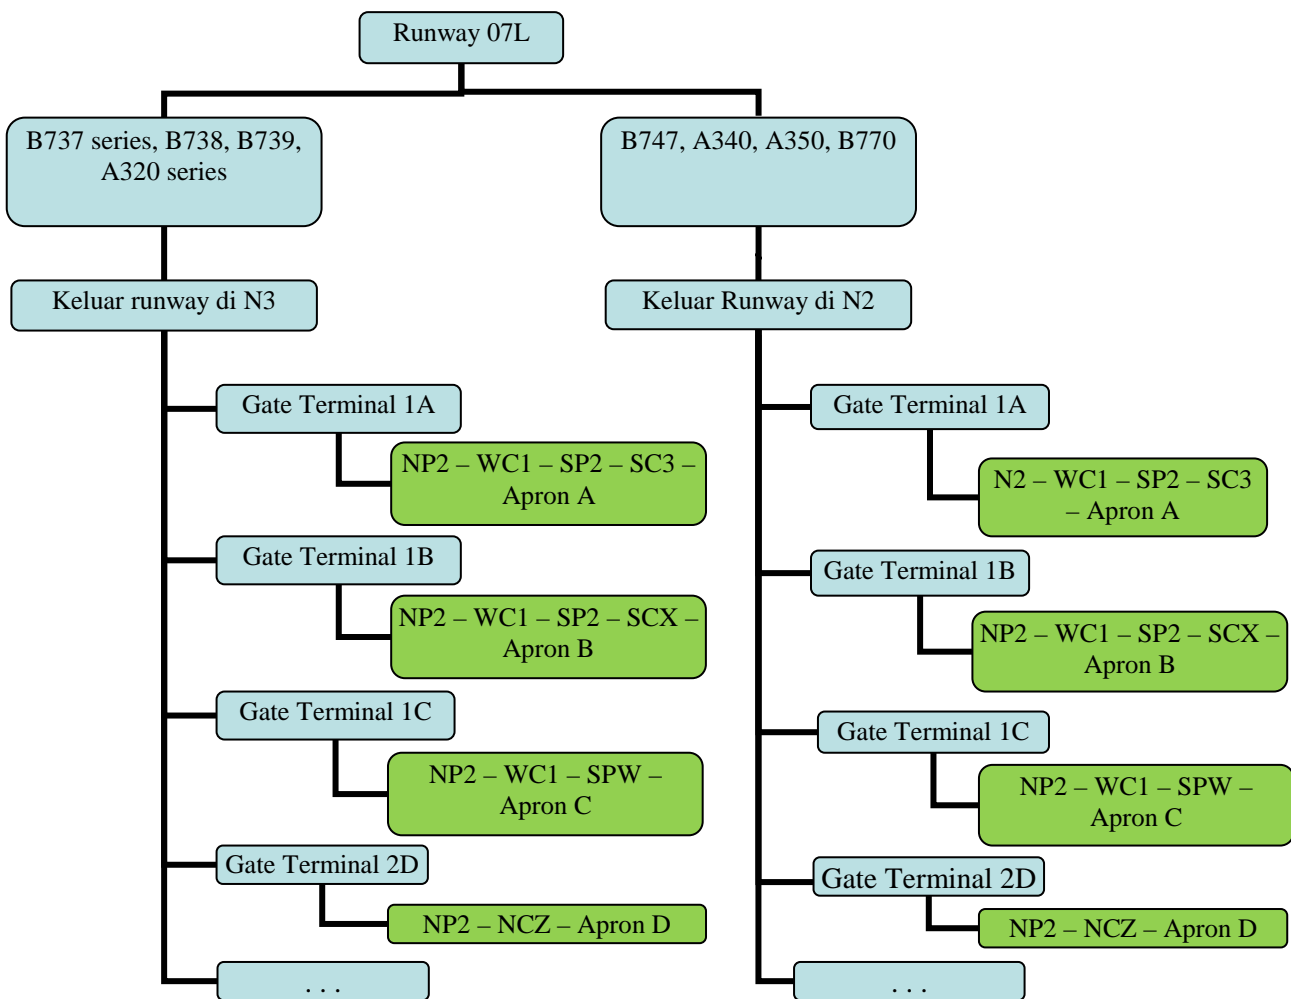 Runway 07L
B737 series, B738, B739,
A320 series
B747, A340, A350, B770
Keluar runway di N3
Keluar Runway di N2
Gate Terminal 1A
NP2 – WC1 – SP2 – SC3 –
Apron A
Gate Terminal 1B
NP2 – WC1 – SP2 – SCX –
Apron B
Gate Terminal 1C
NP2 – WC1 – SPW –
Apron C
Gate Terminal 2D
NP2 – NCZ – Apron D
. . .
Gate Terminal 1A
N2 – WC1 – SP2 – SC3
– Apron A
Gate Terminal 1B
NP2 – WC1 – SP2 – SCX –
Apron B
Gate Terminal 1C
NP2 – WC1 – SPW –
Apron C
Gate Terminal 2D
NP2 – NCZ – Apron D
. . .